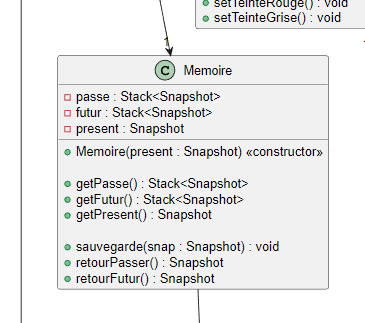 setTeinteRouge() : void
setTeinteGrise() : void
1
C Memoire
passe : Stack<Snapshot>
futur : Stack<Snapshot>
present : Snapshot
Memoire(present : Snapshot) «constructor»
getPasse() : Stack<Snapshot>
getFutur() : Stack<Snapshot>
getPresent() : Snapshot
sauvegarde(snap : Snapshot) : void
retourPasser() : Snapshot
retourFutur() : Snapshot